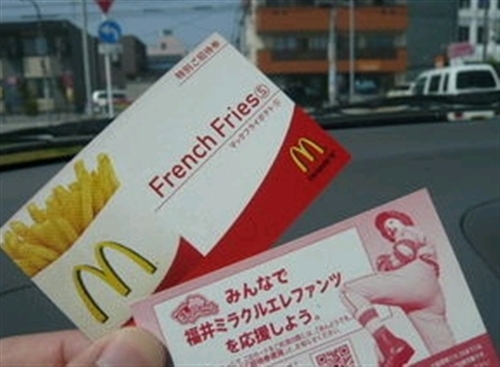 特別ご招待券
French FriesⓈ
マックフライポテトⓈ
みんなで
福井ミラクルエレファンツ
を応援しよう。